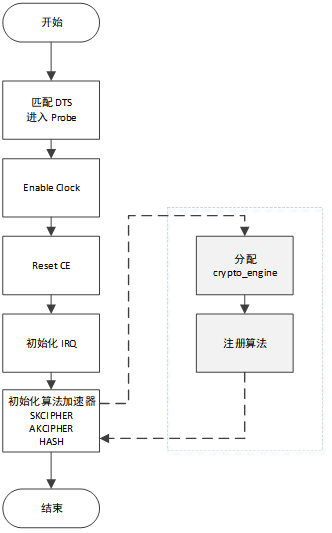 开始
匹配 DTS
进入 Probe
Enable Clock
Reset CE
初始化 IRQ
初始化算法加速器
SKCIPHER
AKCIPHER
HASH
结束
分配
crypto_engine
注册算法